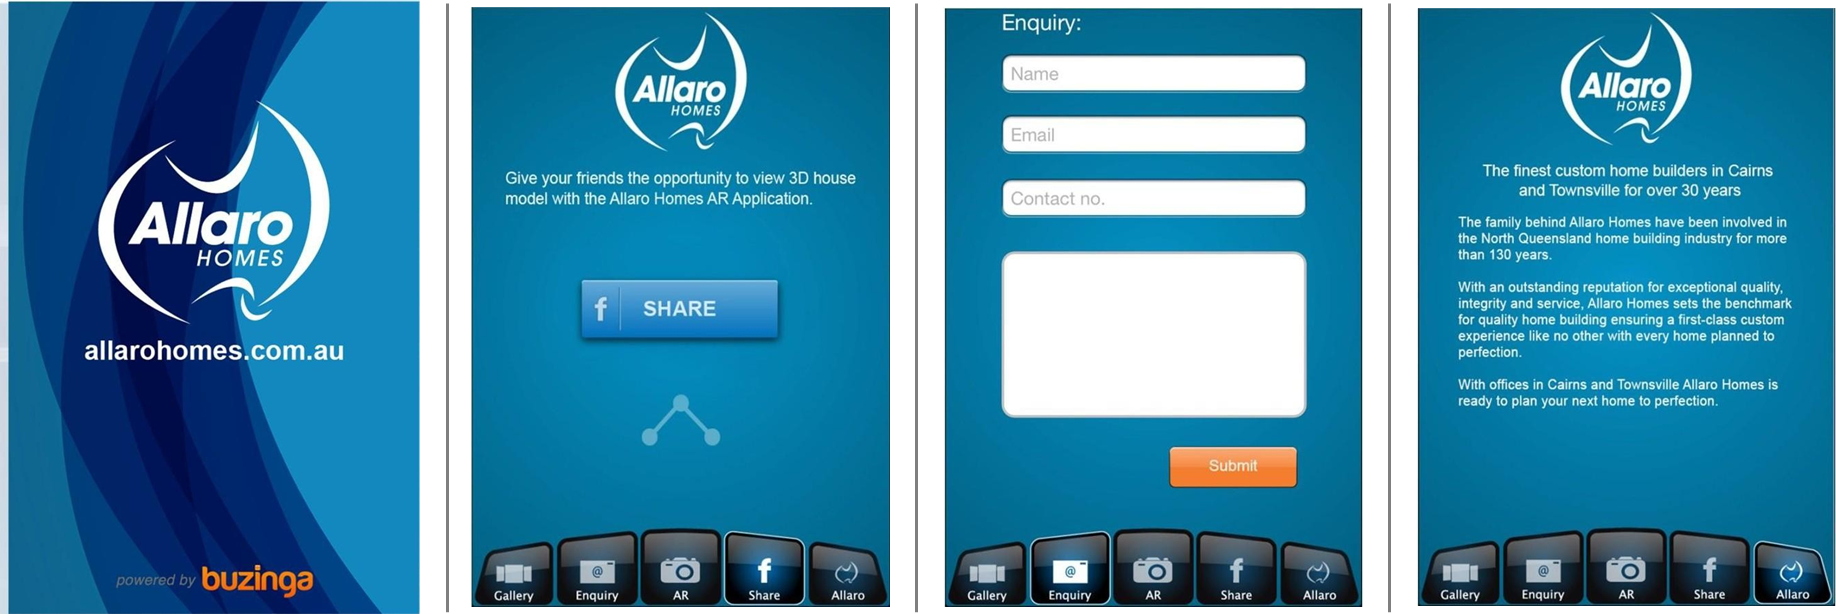 Allaro
HOMES
allarohomes.com.au
powered by buzinga
Allaro
HOMES
Give your friends the opportunity to view 3D house
model with the Allaro Homes AR Application.
f SHARE
Gallery
@
Enquiry
AR
f
Share
Allaro
Enquiry:
Name
Email
Contact no.
Submit
Gallery
@
Enquiry
AR
f
Share
Allaro
Allaro
HOMES
The finest custom home builders in Cairns
and Townsville for over 30 years
The family behind Allaro Homes have been involved in
the North Queensland home building industry for more
than 130 years.
With an outstanding reputation for exceptional quality,
integrity and service, Allaro Homes sets the benchmark
for quality home building ensuring a first-class custom
experience like no other with every home planned to
perfection.
With offices in Cairns and Townsville Allaro Homes is
ready to plan your next home to perfection.
Gallery
@
Enquiry
AR
f
Share
Allaro